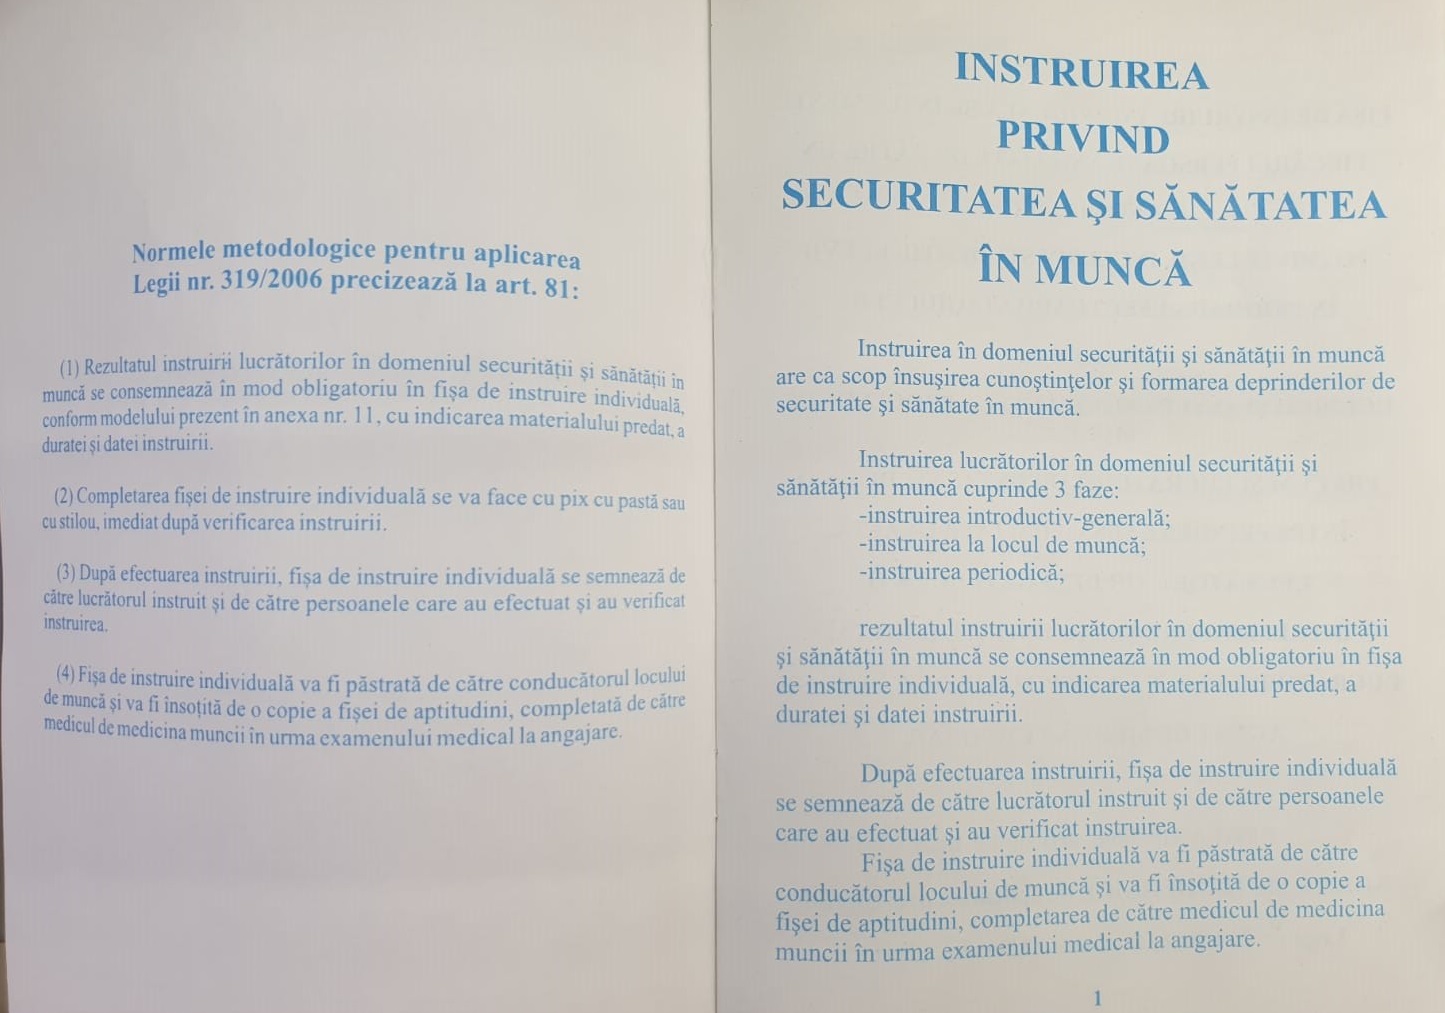 Normele metodologice pentru aplicarea
Legii nr. 319/2006 precizează la art. 81:
(1) Rezultatul instruirii lucrătorilor în domeniul securităţii şi sănătăţii in
muncă se consemnează în mod obligatoriu în fişa de instruire individuală,
conform modelului prezent în anexa nr. 11, cu indicarea materialului predat, a
duratei şi datei instruirii.
(2) Completarea fişei de instruire individuală se va face cu pix cu pastă sau
cu stilou, imediat după verificarea instruirii.
(3) După efectuarea instruirii, fişa de instruire individuală se semnează de
către lucrătorul instruit şi de către persoanele care au efectuat şi au verificat
instruirea.
(4) Fişa de instruire individuală va fi păstrată de către conducătorul locului
de muncă şi va fi însoţită de o copie a fişei de aptitudini, completată de către
medicul de medicina muncii în urma examenului medical la angajare.
INSTRUIREA
PRIVIND
SECURITATEA ŞI SĂNĂTATEA
ÎN MUNCĂ
Instruirea în domeniul securităţii şi sănătăţii în muncă
are ca scop însuşirea cunoştinţelor şi formarea deprinderilor de
securitate şi sănătate în muncă.
Instruirea lucrătorilor în domeniul securităţii şi
sănătăţii în muncă cuprinde 3 faze:
-instruirea introductiv-generală;
-instruirea la locul de muncă;
-instruirea periodică;
rezultatul instruirii lucrătorilor în domeniul securităţii
şi sănătăţii în muncă se consemnează în mod obligatoriu în fişa
de instruire individuală, cu indicarea materialului predat, a
duratei şi datei instruirii.
După efectuarea instruirii, fişa de instruire individuală
se semnează de către lucrătorul instruit şi de către persoanele
care au efectuat şi au verificat instruirea.
Fişa de instruire individuală va fi păstrată de către
conducătorul locului de muncă şi va fi însoţită de o copie a
fişei de aptitudini, completarea de către medicul de medicina
muncii în urma examenului medical la angajare.
1